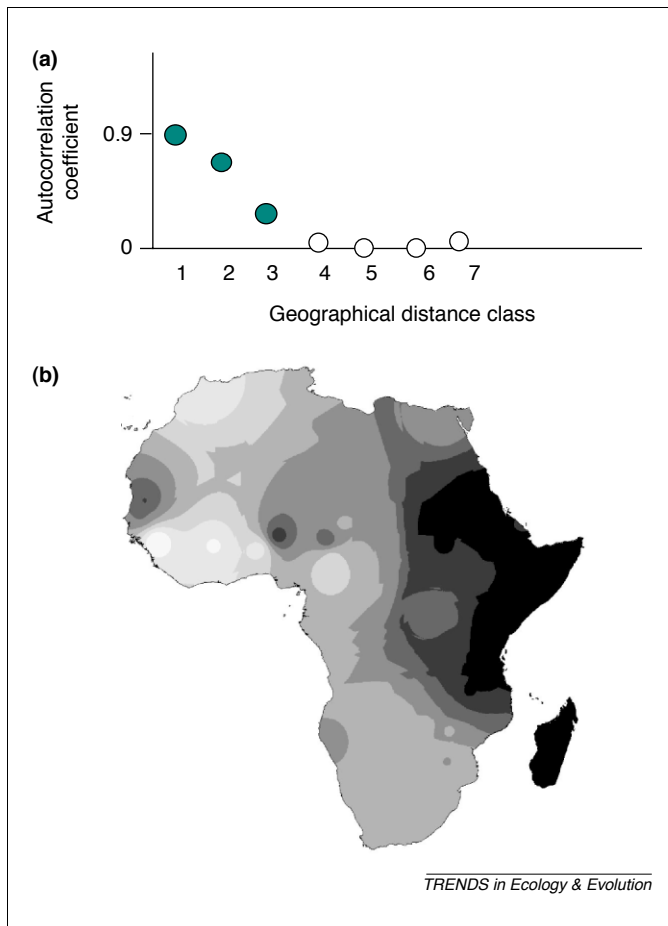 (a)
Autocorrelation
coefficient
0.9
0
1 2 3 4 5 6 7
Geographical distance class
(b)
TRENDS in Ecology & Evolution